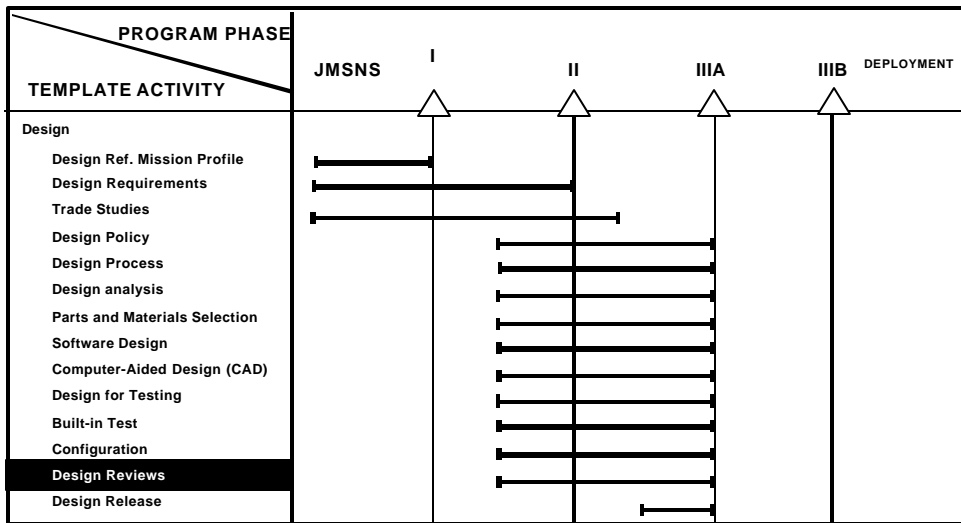 PROGRAM PHASE
TEMPLATE ACTIVITY
JMSNS
I
II
IIIA
IIIB
DEPLOYMENT
Design
Design Ref. Mission Profile
Design Requirements
Trade Studies
Design Policy
Design Process
Design analysis
Parts and Materials Selection
Software Design
Computer-Aided Design (CAD)
Design for Testing
Built-in Test
Configuration
Design Reviews
Design Release